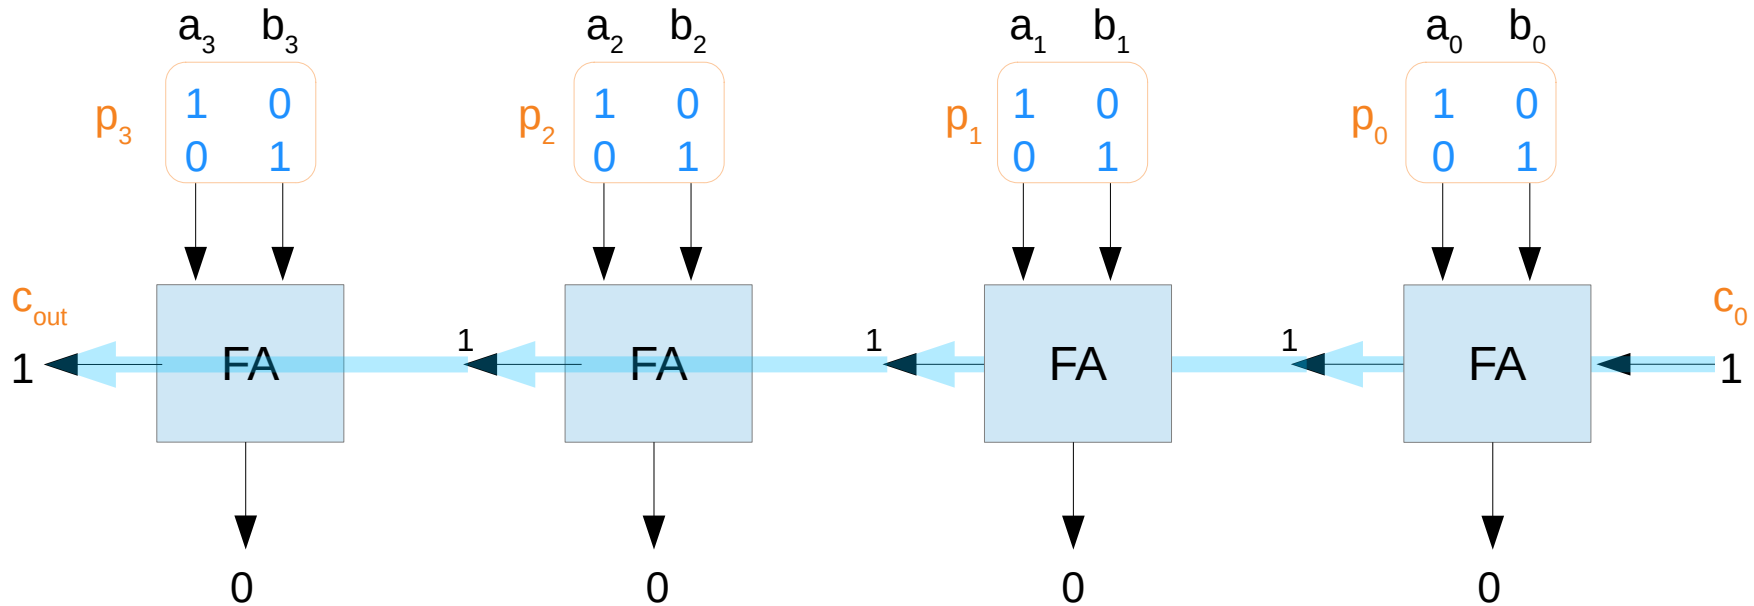 a3 b3 a2 b2 a1 b1 a0 b0
1 0 1 0 1 0 1 0
p3 p2 p1 p0
0 1 0 1 0 1 0 1
cout c0
1 1 1
1 FA FA FA FA 1
0 0 0 0